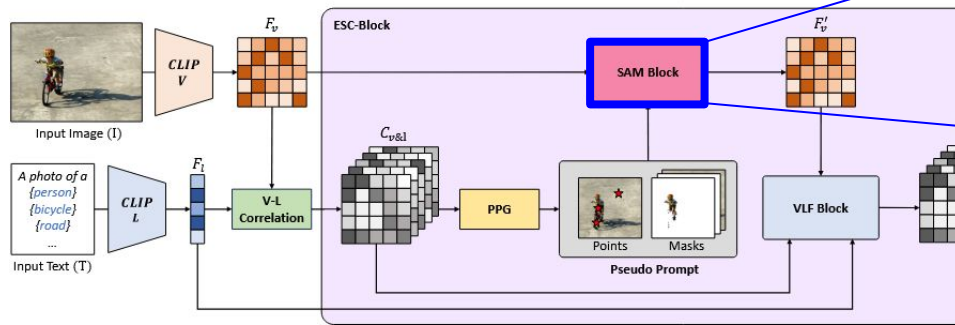 ESC-Block
F_v
CLIP
V
SAM Block
F'_v
Input Image (I)
A photo of a
{person}
{bicycle}
{road}
...
Input Text (T)
CLIP
L
F_l
V-L
Correlation
C_v&l
PPG
Points
Masks
Pseudo Prompt
VLF Block